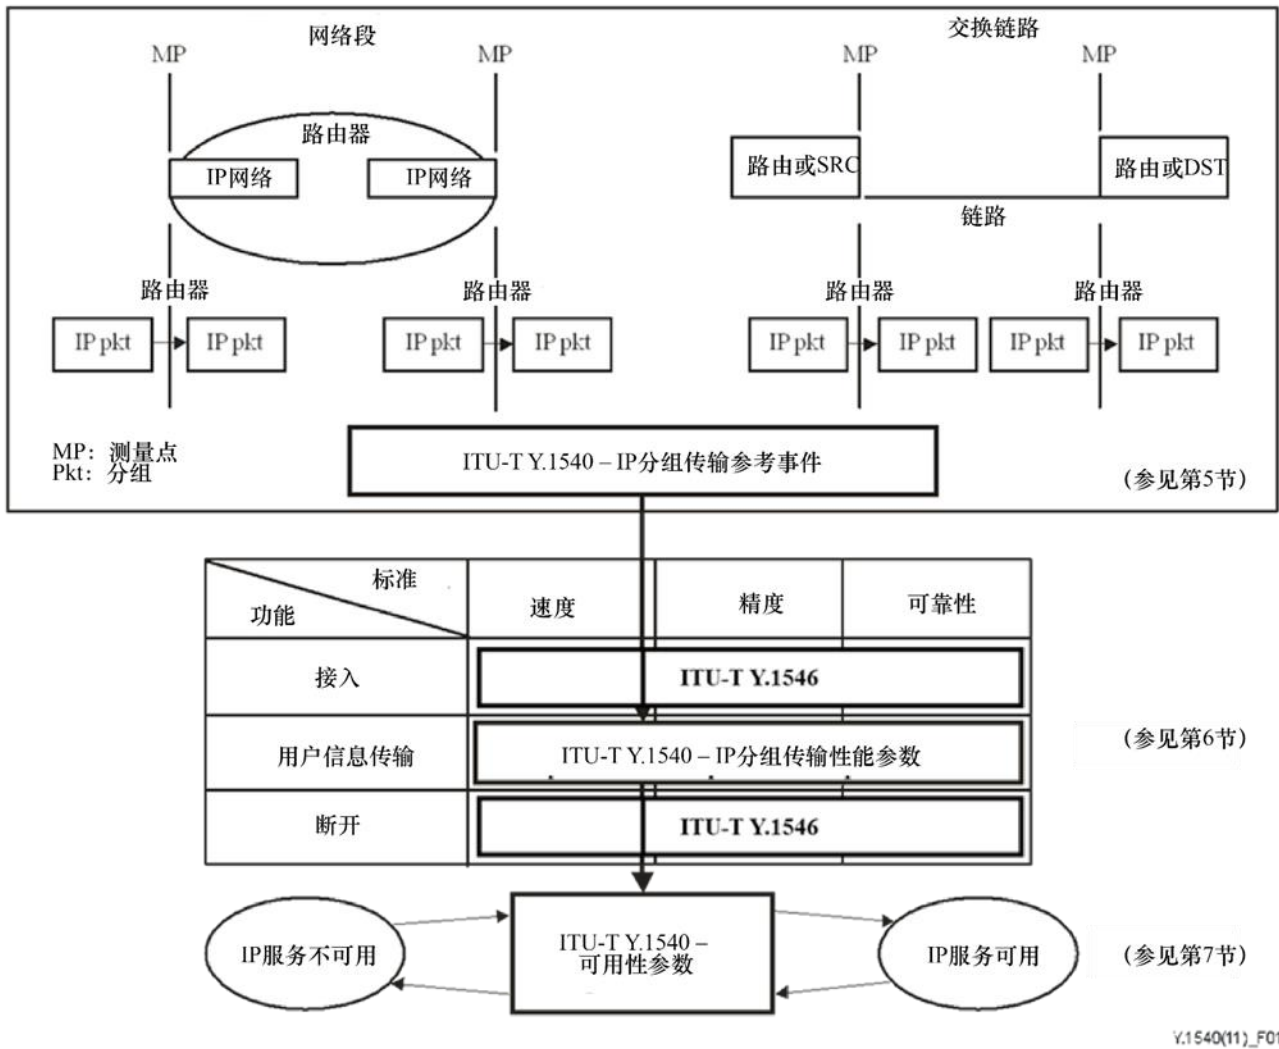 网络段
交换链路
MP
MP
MP
MP
路由器
IP网络
IP网络
路由或SRC
路由或DST
链路
路由器
路由器
路由器
路由器
IP pkt
IP pkt
IP pkt
IP pkt
IP pkt
IP pkt
IP pkt
IP pkt
MP：测量点
Pkt：分组
ITU-T Y.1540 – IP分组传输参考事件
（参见第5节）
标准
功能
速度
精度
可靠性
接入
ITU-T Y.1546
用户信息传输
ITU-T Y.1540 – IP分组传输性能参数
（参见第6节）
断开
ITU-T Y.1546
IP服务不可用
ITU-T Y.1540 –
可用性参数
IP服务可用
（参见第7节）
Y.1540(11)_F01